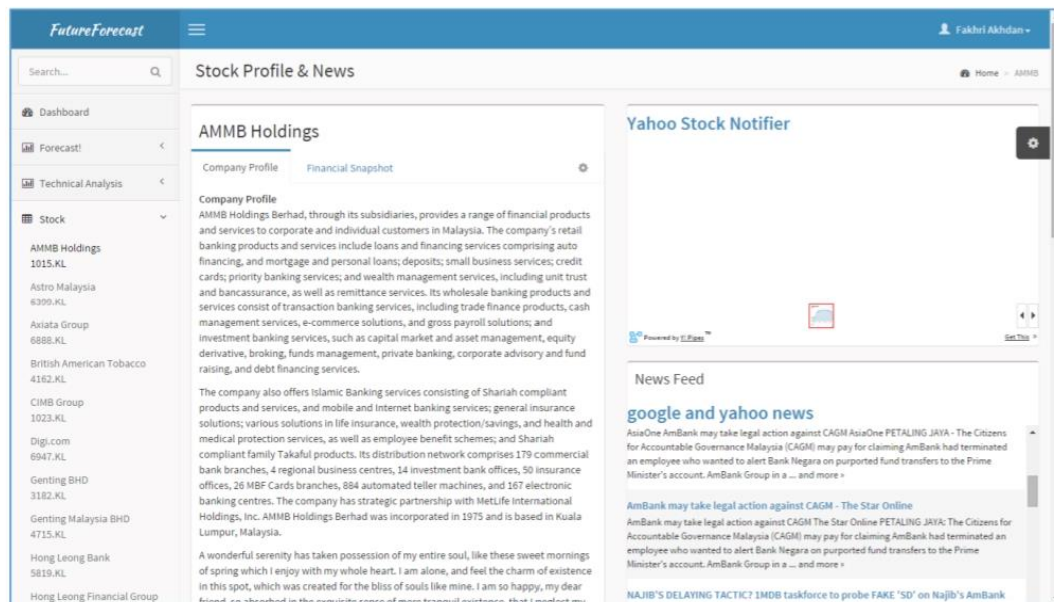 FutureForecast
Fakhri Akhdan
Search...
Stock Profile & News
Home > AMMB
Dashboard
Forecast!
Technical Analysis
Stock
AMMB Holdings
1015.KL
Astro Malaysia
6399.KL
Axiata Group
6888.KL
British American Tobacco
4162.KL
CIMB Group
1023.KL
Digi.com
6947.KL
Genting BHD
3182.KL
Genting Malaysia BHD
4715.KL
Hong Leong Bank
5819.KL
Hong Leong Financial Group
AMMB Holdings
Company Profile
Financial Snapshot
Company Profile
AMMB Holdings Berhad, through its subsidiaries, provides a range of financial products
and services to corporate and individual customers in Malaysia. The company's retail
banking products and services include loans and financing services comprising auto
financing, and mortgage and personal loans; deposits; small business services; credit
cards; priority banking services; and wealth management services, including unit trust
and bancassurance, as well as remittance services. Its wholesale banking products and
services consist of transaction banking services, including trade finance products, cash
management services, e-commerce solutions, and gross payroll solutions; and
investment banking services, such as capital market and asset management, equity
derivative, broking, funds management, private banking, corporate advisory and fund
raising, and debt financing services.
The company also offers Islamic Banking services consisting of Shariah compliant
products and services, and mobile and Internet banking services; general insurance
solutions; various solutions in life insurance, wealth protection/savings, and health and
medical protection services, as well as employee benefit schemes; and Shariah
compliant family Takaful products. Its distribution network comprises 179 commercial
bank branches, 4 regional business centres, 14 investment bank offices, 50 insurance
offices, 26 MBF Cards branches, 884 automated teller machines, and 167 electronic
banking centres. The company has strategic partnership with MetLife International
Holdings, Inc. AMMB Holdings Berhad was incorporated in 1975 and is based in Kuala
Lumpur, Malaysia.
A wonderful serenity has taken possession of my entire soul, like these sweet mornings
of spring which I enjoy with my whole heart. I am alone, and feel the charm of existence
in this spot, which was created for the bliss of souls like mine. I am so happy, my dear
friend, so absorbed in the exquisite sense of mere tranquil existence, that I neglect my
Yahoo Stock Notifier
Powered by Y! Pipes™
Get This »
News Feed
google and yahoo news
AsiaOne AmBank may take legal action against CAGM AsiaOne PETALING JAYA - The Citizens
for Accountable Governance Malaysia (CAGM) may pay for claiming AmBank had terminated
an employee who wanted to alert Bank Negara on purported fund transfers to the Prime
Minister's account. AmBank Group in a ... and more »
AmBank may take legal action against CAGM - The Star Online
AmBank may take legal action against CAGM The Star Online PETALING JAYA: The Citizens for
Accountable Governance Malaysia (CAGM) may pay for claiming AmBank had terminated an
employee who wanted to alert Bank Negara on purported fund transfers to the Prime
Minister's account. AmBank Group in a ... and more »
NAJIB'S DELAYING TACTIC? 1MDB taskforce to probe FAKE 'SD' on Najib's AmBank